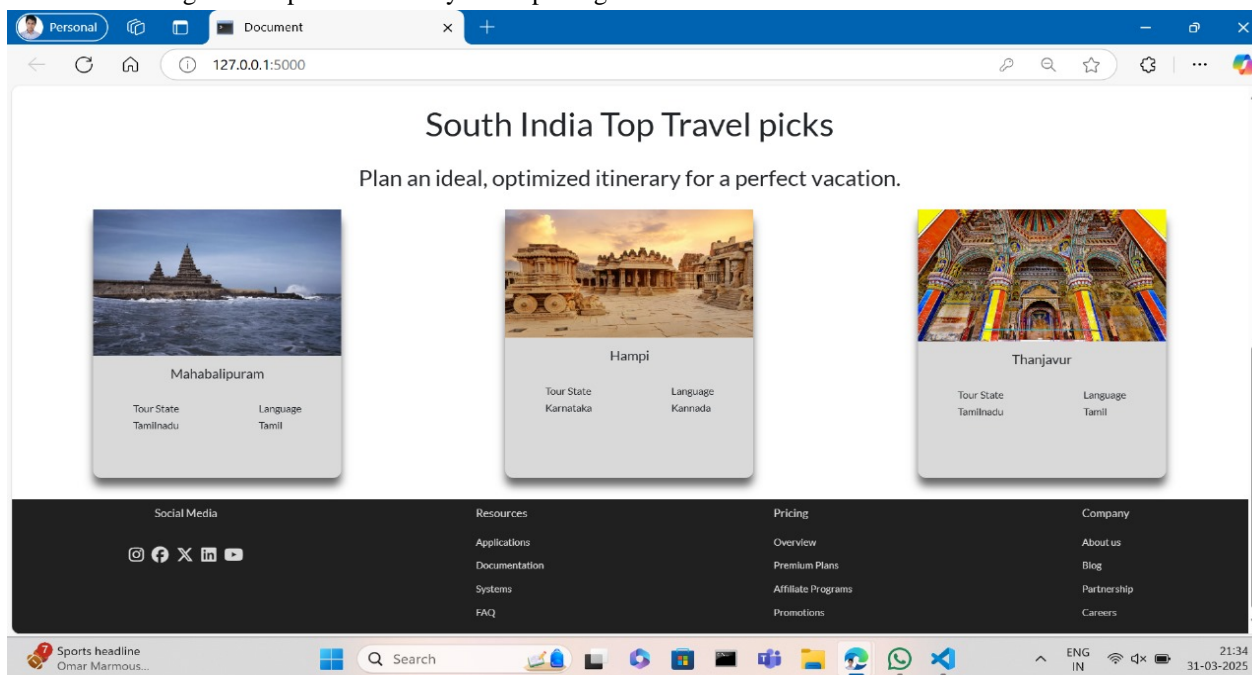 Personal
Document
127.0.0.1:5000
South India Top Travel picks
Plan an ideal, optimized itinerary for a perfect vacation.
Mahabalipuram
Tour State Language
Tamilnadu Tamil
Hampi
Tour State Language
Karnataka Kannada
Thanjavur
Tour State Language
Tamilnadu Tamil
Social Media
Resources
Applications
Documentation
Systems
FAQ
Pricing
Overview
Premium Plans
Affiliate Programs
Promotions
Company
About us
Blog
Partnership
Careers
7
Sports headline
Omar Marmous...
Search
ENG
IN
21:34
31-03-2025